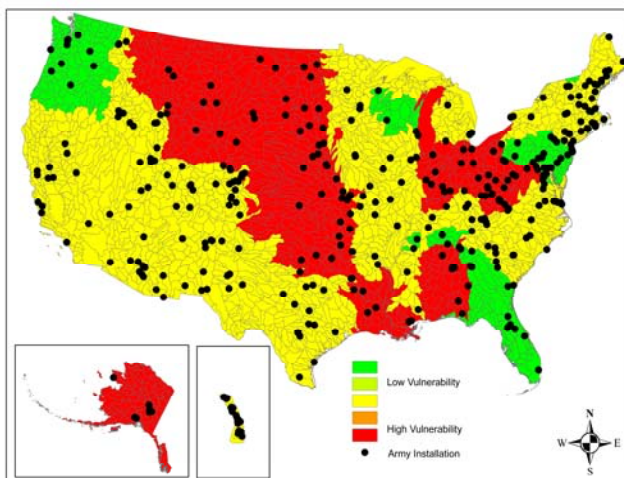 Low Vulnerability
High Vulnerability
Army Installation
N
W E
S